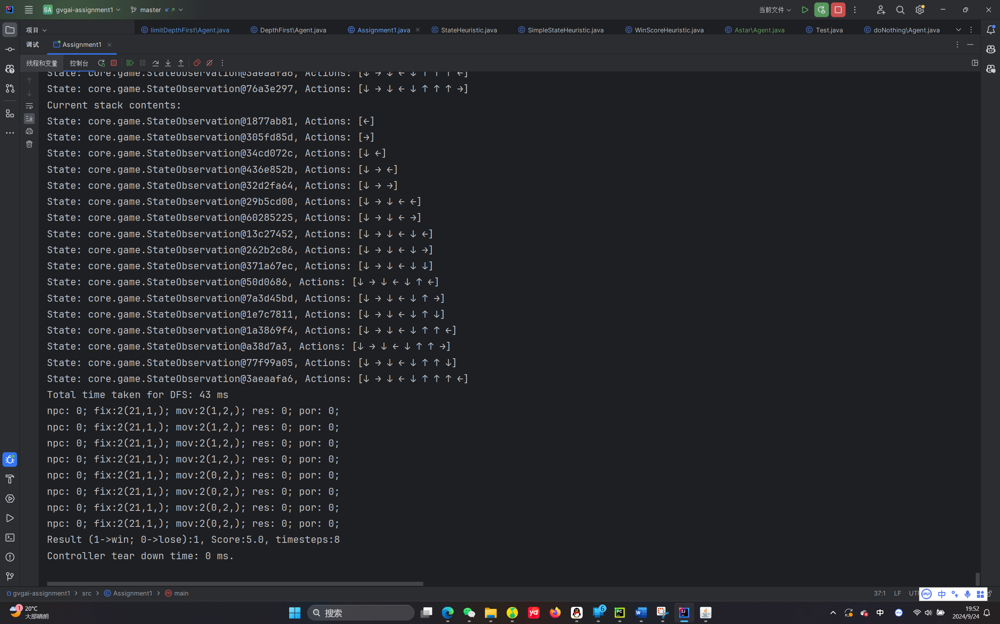 GA gvgai-assignment1 master 当前文件
项目 limitDepthFirst\Agent.java DepthFirst\Agent.java Assignment1.java StateHeuristic.java SimpleStateHeuristic.java WinScoreHeuristic.java Astar\Agent.java Test.java doNothing\Agent.java
调试 Assignment1
线程和变量 控制台
State: core.game.StateObservation@3aeaafa6, Actions: [↓ → ↓ ← ↓ ↑ ↑ ↑ ←]
State: core.game.StateObservation@76a3e297, Actions: [↓ → ↓ ← ↓ ↑ ↑ ↑ →]
Current stack contents:
State: core.game.StateObservation@1877ab81, Actions: [←]
State: core.game.StateObservation@305fd85d, Actions: [→]
State: core.game.StateObservation@34cd072c, Actions: [↓ ←]
State: core.game.StateObservation@436e852b, Actions: [↓ → ←]
State: core.game.StateObservation@32d2fa64, Actions: [↓ → →]
State: core.game.StateObservation@29b5cd00, Actions: [↓ → ↓ ← ←]
State: core.game.StateObservation@60285225, Actions: [↓ → ↓ ← →]
State: core.game.StateObservation@13c27452, Actions: [↓ → ↓ ← ↓ ←]
State: core.game.StateObservation@262b2c86, Actions: [↓ → ↓ ← ↓ →]
State: core.game.StateObservation@371a67ec, Actions: [↓ → ↓ ← ↓ ↓]
State: core.game.StateObservation@50d0686, Actions: [↓ → ↓ ← ↓ ↑ ←]
State: core.game.StateObservation@7a3d45bd, Actions: [↓ → ↓ ← ↓ ↑ →]
State: core.game.StateObservation@1e7c7811, Actions: [↓ → ↓ ← ↓ ↑ ↓]
State: core.game.StateObservation@1a3869f4, Actions: [↓ → ↓ ← ↓ ↑ ↑ ←]
State: core.game.StateObservation@a38d7a3, Actions: [↓ → ↓ ← ↓ ↑ ↑ →]
State: core.game.StateObservation@77f99a05, Actions: [↓ → ↓ ← ↓ ↑ ↑ ↓]
State: core.game.StateObservation@3aeaafa6, Actions: [↓ → ↓ ← ↓ ↑ ↑ ↑ ←]
Total time taken for DFS: 43 ms
npc: 0; fix:2(21,1,); mov:2(1,2,); res: 0; por: 0;
npc: 0; fix:2(21,1,); mov:2(1,2,); res: 0; por: 0;
npc: 0; fix:2(21,1,); mov:2(1,2,); res: 0; por: 0;
npc: 0; fix:2(21,1,); mov:2(1,2,); res: 0; por: 0;
npc: 0; fix:2(21,1,); mov:2(0,2,); res: 0; por: 0;
npc: 0; fix:2(21,1,); mov:2(0,2,); res: 0; por: 0;
npc: 0; fix:2(21,1,); mov:2(0,2,); res: 0; por: 0;
npc: 0; fix:2(21,1,); mov:2(0,2,); res: 0; por: 0;
Result (1->win; 0->lose):1, Score:5.0, timesteps:8
Controller tear down time: 0 ms.
gvgai-assignment1 > src > Assignment1 > main 37:1 LF UTF iFLY 中
1 20°C
大部晴朗
搜索 yd 6 PC W IJ 中 iFLY
19:52
2024/9/24